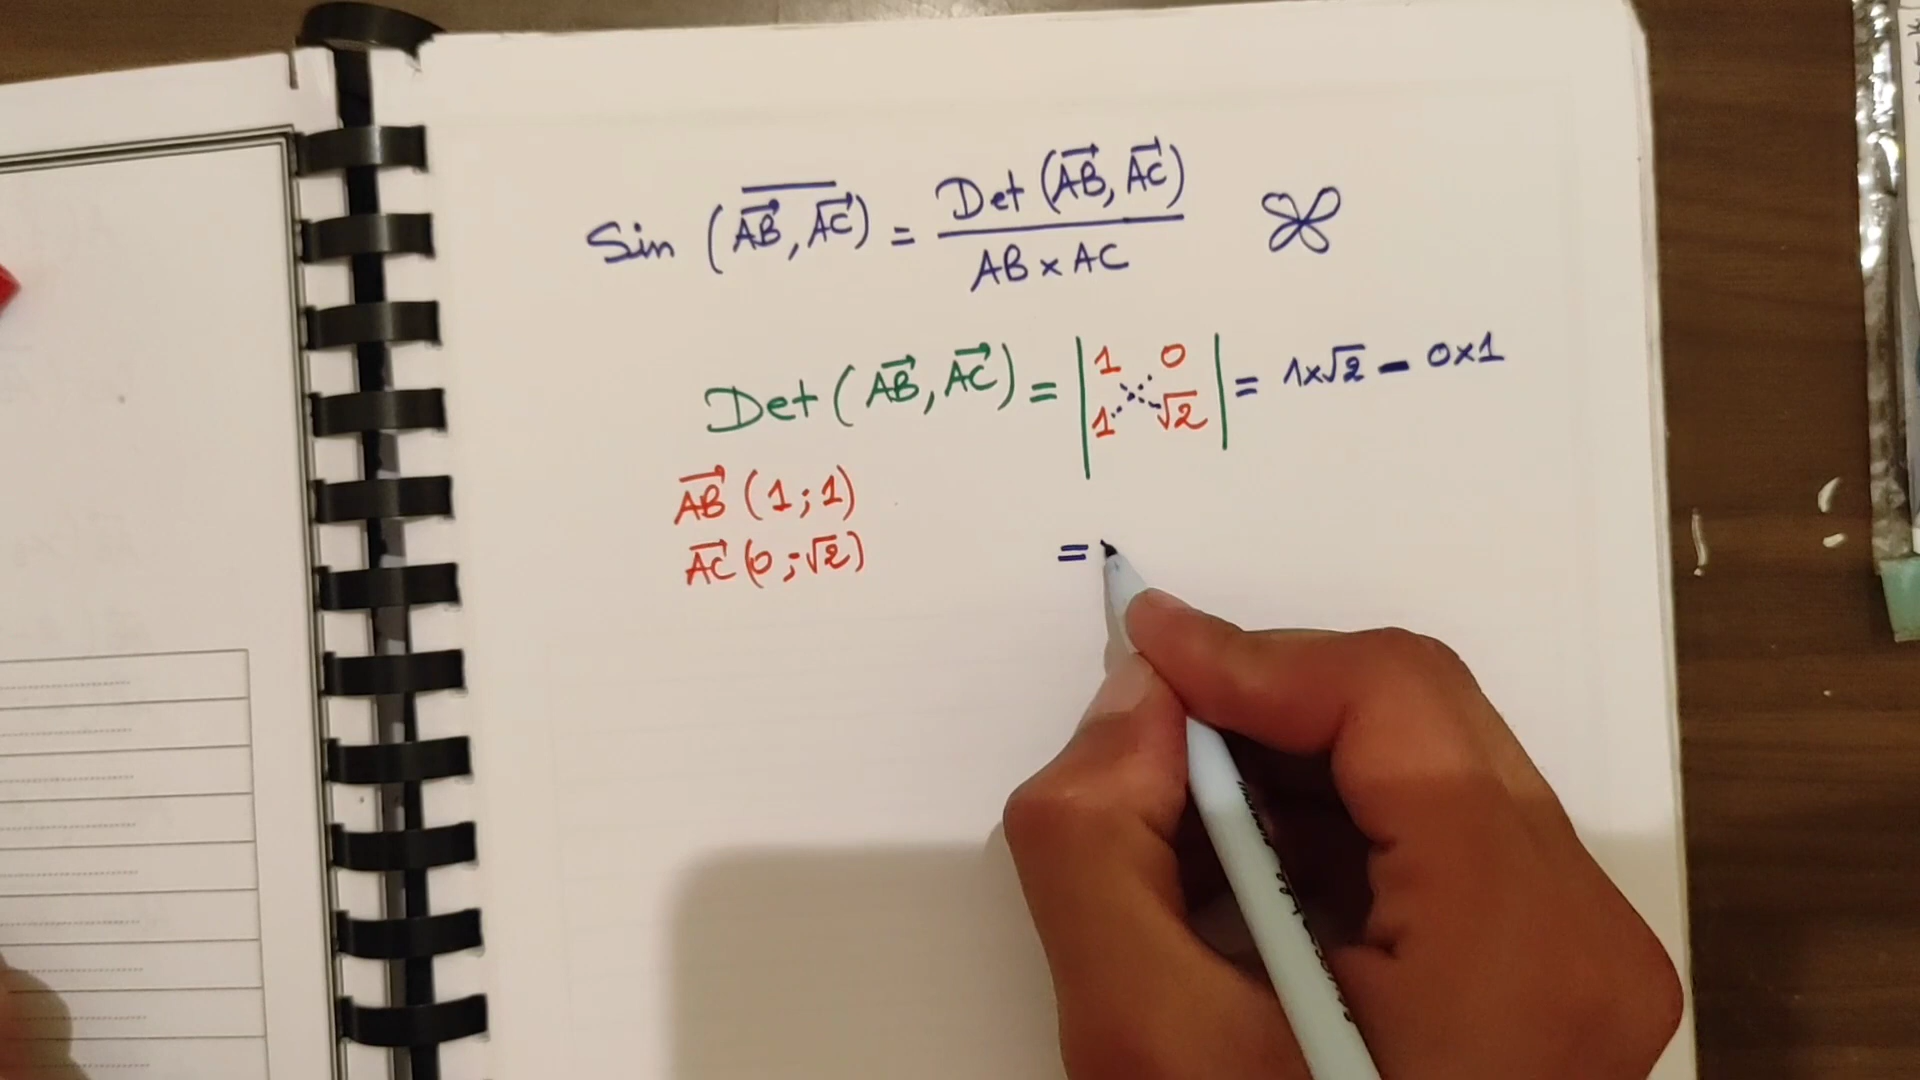 Sin (AB, AC) = Det (AB, AC) / AB × AC
Det (AB, AC) = | 1 0 | = 1×√2 - 0×1
| 1 √2 |
AB (1 ; 1)
AC (0 ; √2) =